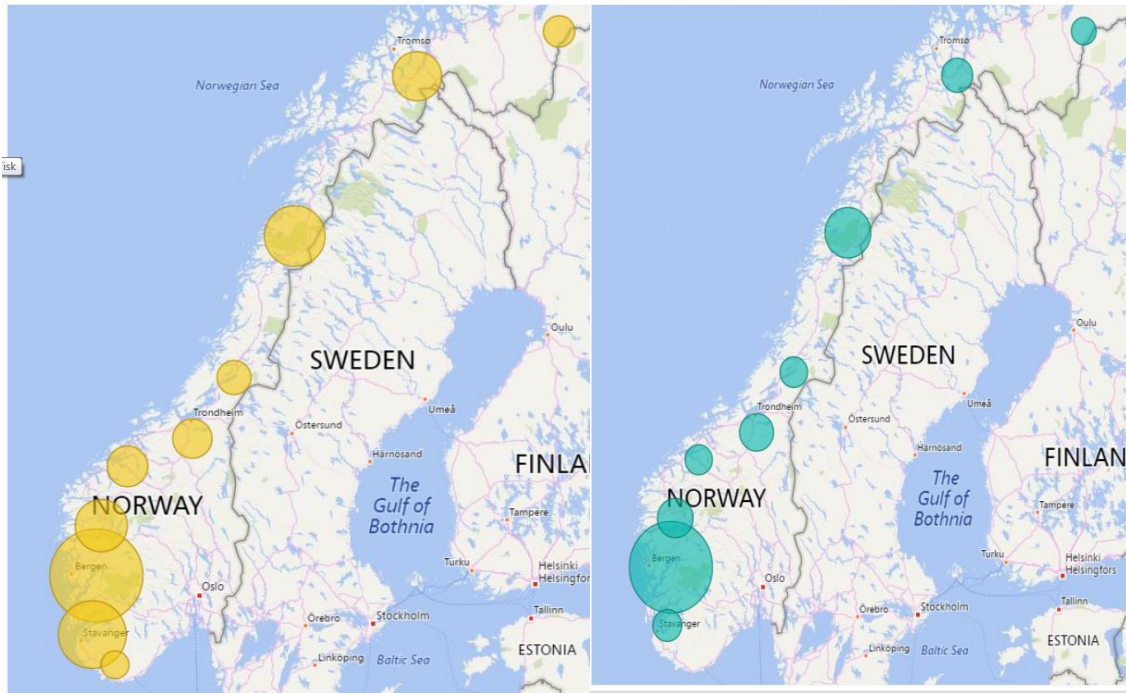 Tromsø
Norwegian Sea
Oulu
SWEDEN
Umeå
Trondheim
Östersund
Härnösand
FINLA
The
Gulf of
Bothnia
NORWAY
Tampere
Bergen
Turku
Helsinki
Helsingfors
Oslo
Tallinn
Stockholm
Örebro
Stavanger
ESTONIA
Linköping
Baltic Sea
Tromsø
Norwegian Sea
Oulu
SWEDEN
Umeå
Trondheim
Östersund
Härnösand
FINLAN
The
Gulf of
Bothnia
NORWAY
Tampere
Bergen
Turku
Helsinki
Helsingfors
Oslo
Tallinn
Stockholm
Örebro
Stavanger
ESTONIA
Linköping
Baltic Sea